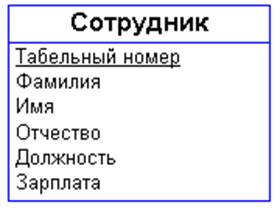 Сотрудник
Табельный номер
Фамилия
Имя
Отчество
Должность
Зарплата